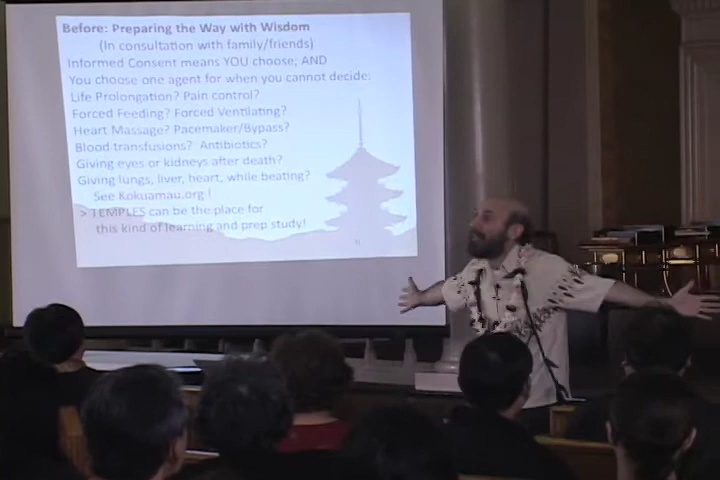 Before: Preparing the Way with Wisdom
(In consultation with family/friends)
Informed Consent means YOU choose; AND
You choose one agent for when you cannot decide:
Life Prolongation? Pain control?
Forced Feeding? Forced Ventilating?
Heart Massage? Pacemaker/Bypass?
Blood transfusions? Antibiotics?
Giving eyes or kidneys after death?
Giving lungs, liver, heart, while beating?
See Kokuamau.org !
> TEMPLES can be the place for
this kind of learning and prep study!